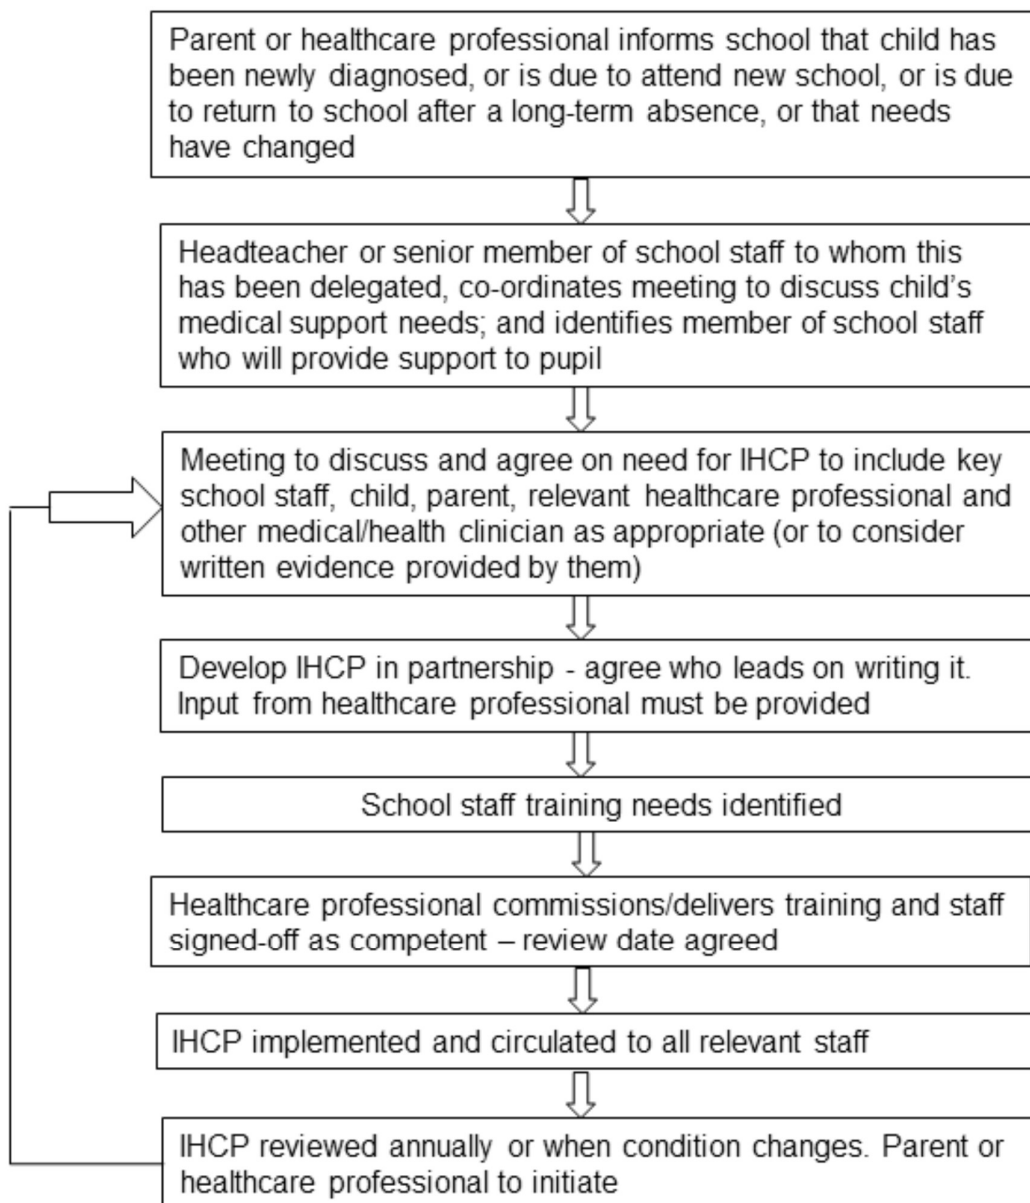 Parent or healthcare professional informs school that child has
been newly diagnosed, or is due to attend new school, or is due
to return to school after a long-term absence, or that needs
have changed
Headteacher or senior member of school staff to whom this
has been delegated, co-ordinates meeting to discuss child's
medical support needs; and identifies member of school staff
who will provide support to pupil
Meeting to discuss and agree on need for IHCP to include key
school staff, child, parent, relevant healthcare professional and
other medical/health clinician as appropriate (or to consider
written evidence provided by them)
Develop IHCP in partnership - agree who leads on writing it.
Input from healthcare professional must be provided
School staff training needs identified
Healthcare professional commissions/delivers training and staff
signed-off as competent – review date agreed
IHCP implemented and circulated to all relevant staff
IHCP reviewed annually or when condition changes. Parent or
healthcare professional to initiate